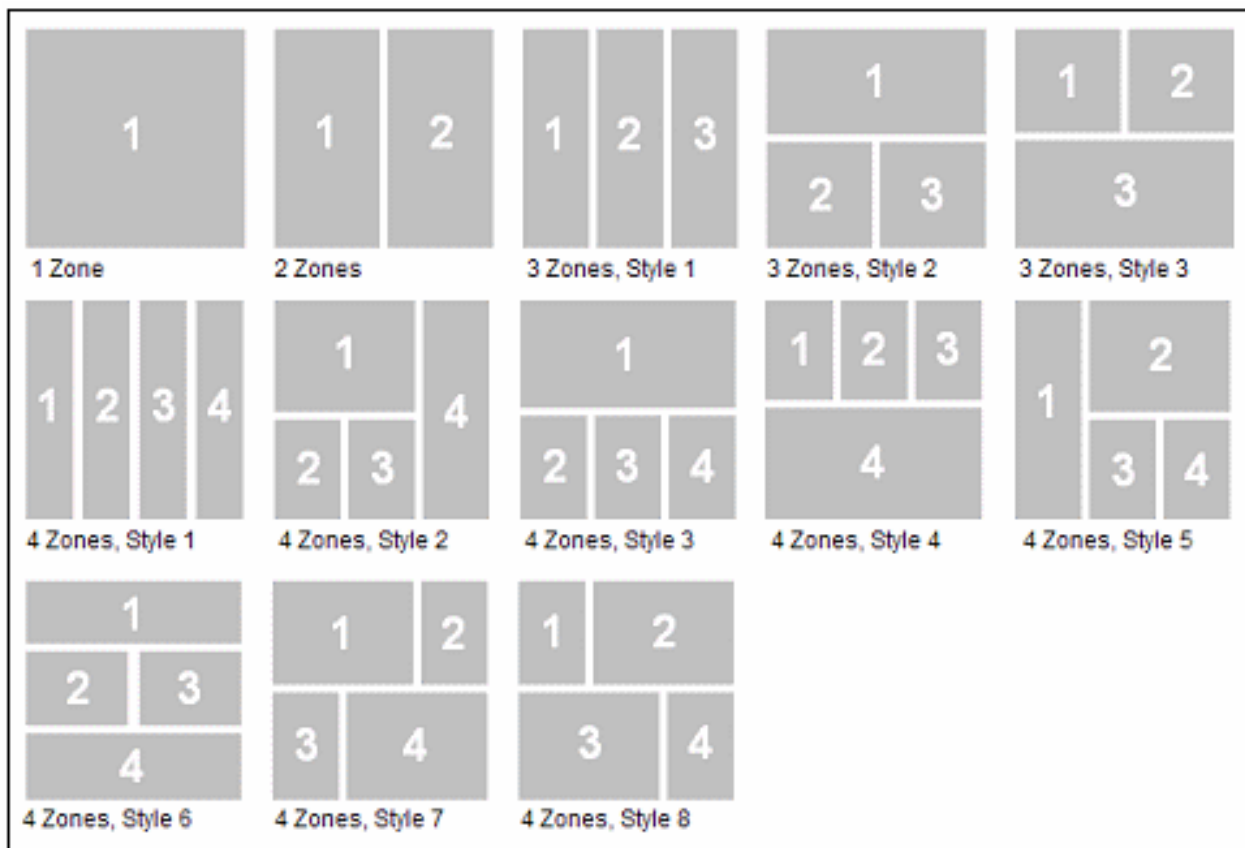 1
1 2
1 2 3
1
2 3
1 2
3
1 Zone
2 Zones
3 Zones, Style 1
3 Zones, Style 2
3 Zones, Style 3
1 2 3 4
1
2 3
4
1
2 3 4
1 2 3
4
1
2
3 4
4 Zones, Style 1
4 Zones, Style 2
4 Zones, Style 3
4 Zones, Style 4
4 Zones, Style 5
1
2 3
4
1 2
3 4
1 2
3 4
4 Zones, Style 6
4 Zones, Style 7
4 Zones, Style 8